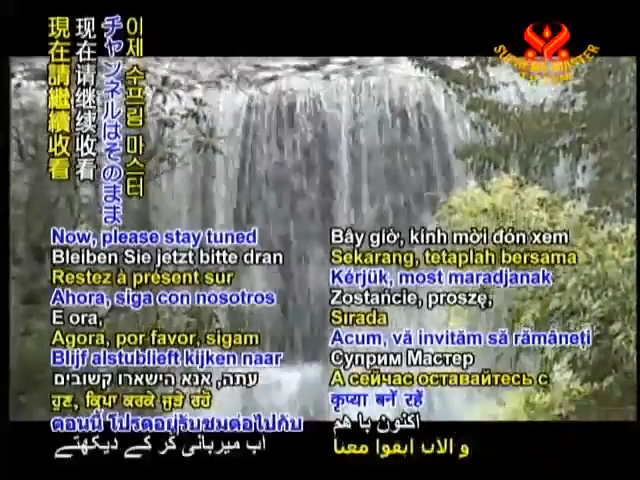 現在請繼續收看
现在请继续收看
チャンネルはそのまま
이제 수프림 마스터
SUPREME MASTER
Now, please stay tuned
Bleiben Sie jetzt bitte dran
Restez à présent sur
Ahora, siga con nosotros
E ora,
Agora, por favor, sigam
Blijf alstublieft kijken naar
עתה, אנא הישארו קשובים
ਹੁਣ, ਕਿਪਾ ਕਰਕੇ ਜੁੜੇ ਰਹੋ
ตอนนี้ โปรดอยู่รับชมต่อไปกับ
اب میربانی کر کے دیکھتے
Bây giờ, kính mời đón xem
Sekarang, tetaplah bersama
Kérjük, most maradjanak
Zostańcie, proszę,
Sırada
Acum, vă invităm să rămâneţi
Суприм Мастер
А сейчас оставайтесь с
कृप्या बनें रहें
اکنون با هم
و الآن ابقوا معنا